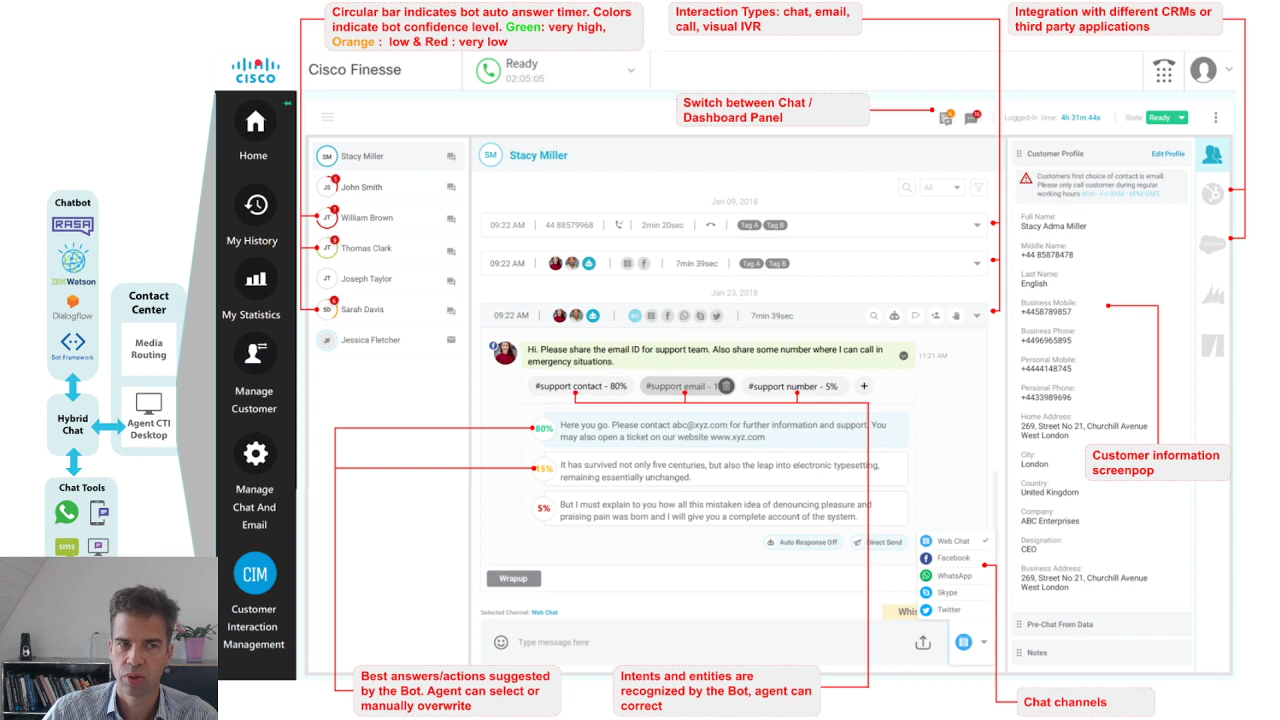 Circular bar indicates bot auto answer timer. Colors
indicate bot confidence level. Green: very high,
Orange : low & Red : very low
Interaction Types: chat, email,
call, visual IVR
Integration with different CRMs or
third party applications
CISCO
Cisco Finesse
Ready
02:05:05
Switch between Chat /
Dashboard Panel
Logged-in time: 4h 31m 44s
State Ready
Home
My History
My Statistics
Manage
Customer
Manage
Chat And
Email
CIM
Customer
Interaction
Management
Chatbot
RASA
IBM Watson
Dialogflow
Bot Framework
Hybrid
Chat
Chat Tools
sms
Contact
Center
Media
Routing
Agent CTI
Desktop
SM Stacy Miller
JS John Smith
JT William Brown
JT Thomas Clark
JT Joseph Taylor
SD Sarah Davis
JF Jessica Fletcher
SM Stacy Miller
All
Jan 09, 2018
09:22 AM 44 88579968 2min 20sec Tag A Tag B
09:22 AM 7min 39sec Tag A Tag B
Jan 23, 2018
09:22 AM ALL 7min 39sec
Hi. Please share the email ID for support team. Also share some number where I can call in
emergency situations.
11:21 AM
#support contact - 80% #support email - 1 #support number - 5% +
80% Here you go. Please contact abc@xyz.com for further information and support. You
may also open a ticket on our website www.xyz.com
15% It has survived not only five centuries, but also the leap into electronic typesetting,
remaining essentially unchanged.
5% But I must explain to you how all this mistaken idea of denouncing pleasure and
praising pain was born and I will give you a complete account of the system.
Auto Response Off Direct Send
Wrapup
Selected Channel: Web Chat
Whis
Type message here
Web Chat
Facebook
WhatsApp
Skype
Twitter
Customer Profile Edit Profile
Customers first choice of contact is email.
Please only call customer during regular
working hours Mon - Fri 8AM - 6PM GMT.
Full Name:
Stacy Adma Miller
Middle Name:
+44 85878478
Last Name:
English
Business Mobile:
+4458789857
Business Phone:
+4496965895
Personal Mobile:
+4444148745
Personal Phone:
+4433989696
Home Address:
269, Street No 21, Churchill Avenue
West London
City:
London
Country:
United Kingdom
Company:
ABC Enterprises
Designation:
CEO
Business Address:
269, Street No 21, Churchill Avenue
West London
Pre-Chat From Data
Notes
Customer information
screenpop
Best answers/actions suggested
by the Bot. Agent can select or
manually overwrite
Intents and entities are
recognized by the Bot, agent can
correct
Chat channels